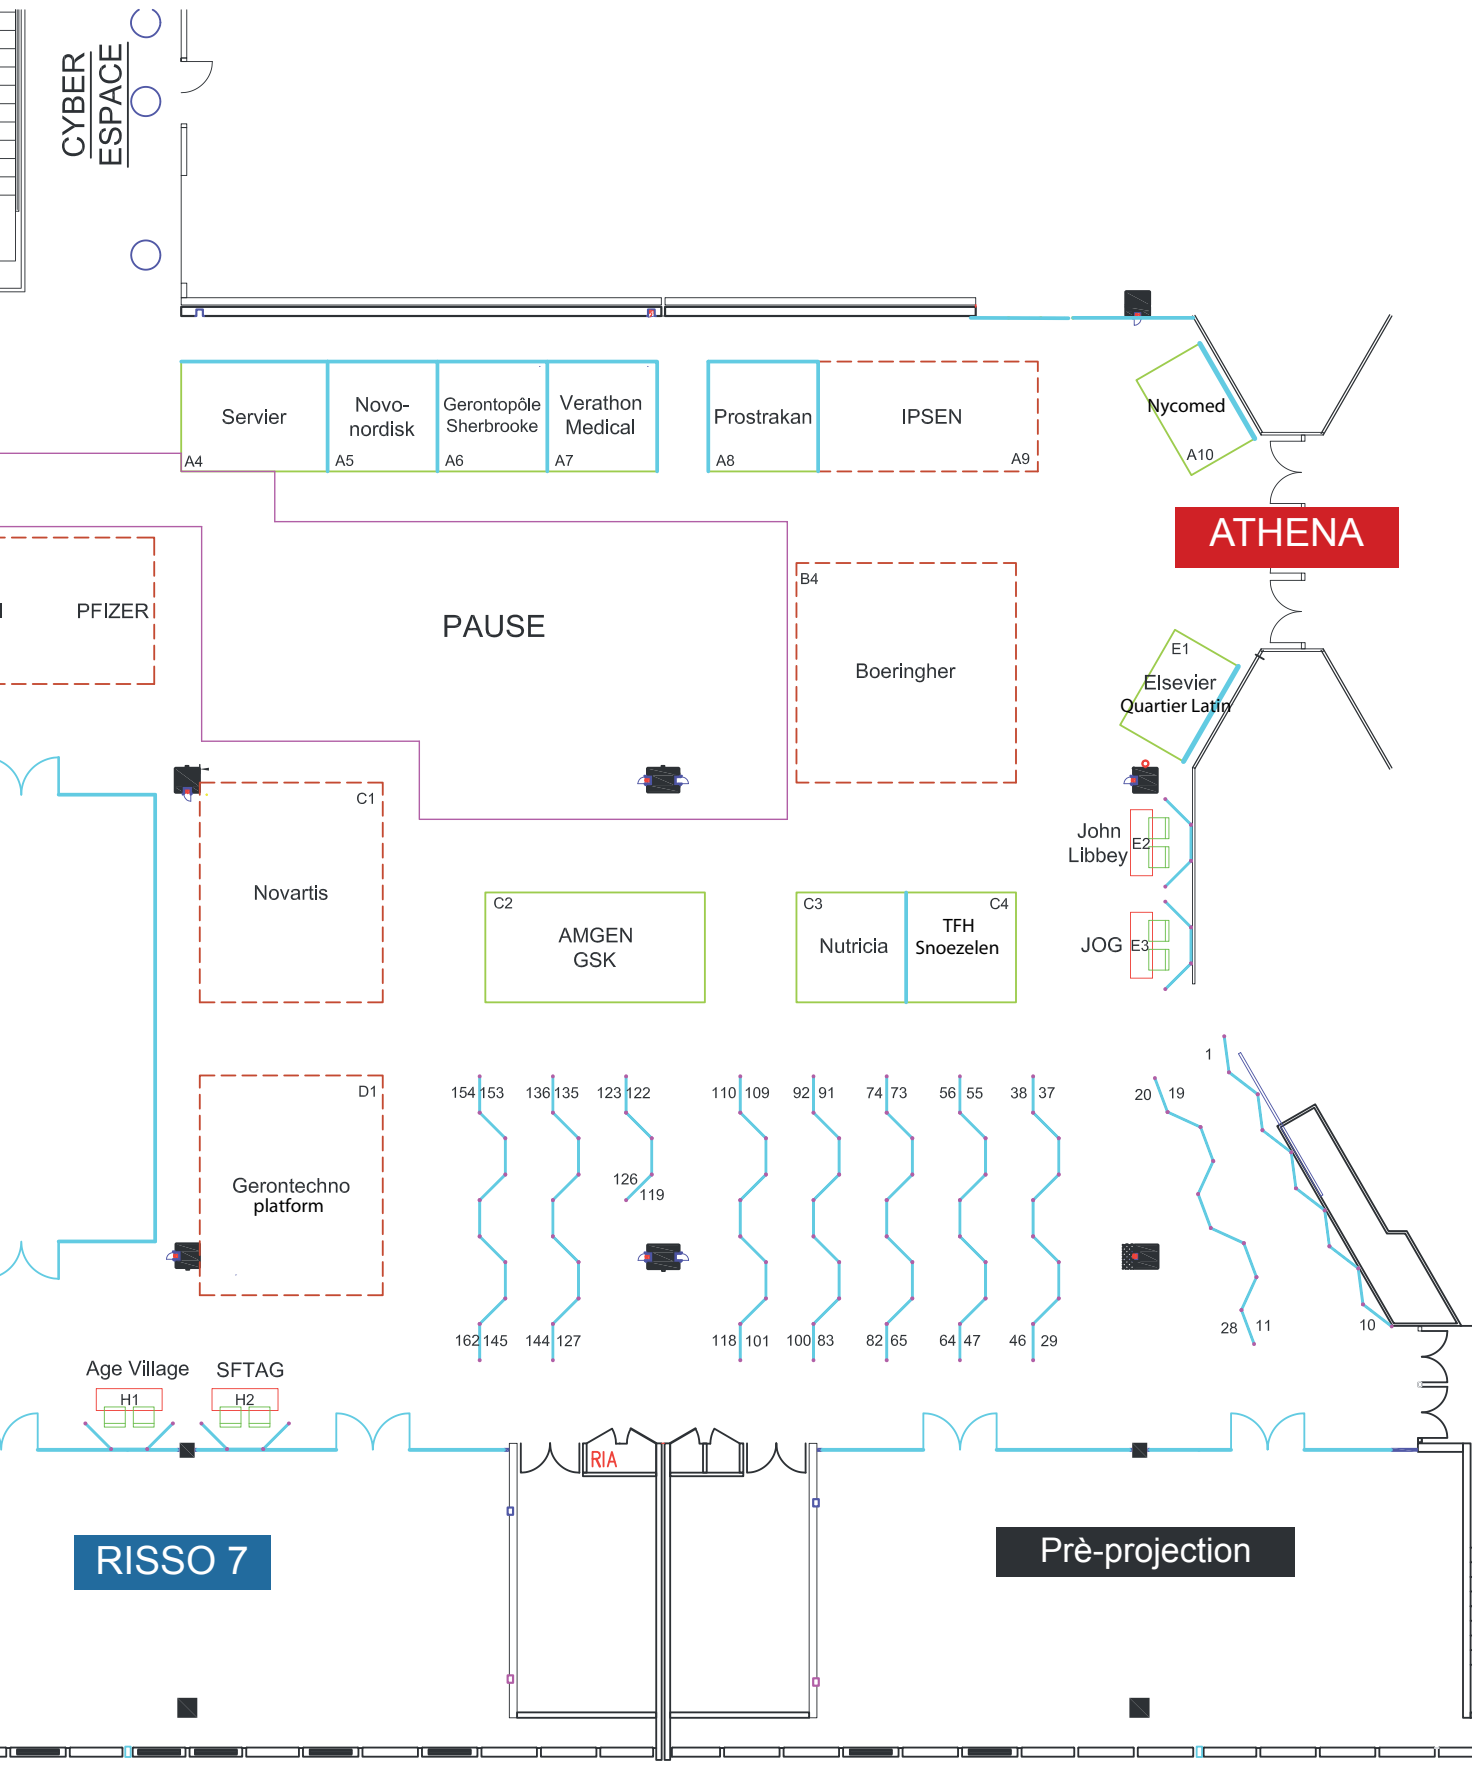 CYBER
ESPACE
Servier
A4
Novo-
nordisk
A5
Gerontopôle
Sherbrooke
A6
Verathon
Medical
A7
Prostrakan
A8
IPSEN
A9
Nycomed
A10
ATHENA
PFIZER
PAUSE
B4
Boeringher
E1
Elsevier
Quartier Latin
C1
Novartis
John
Libbey
E2
C2
AMGEN
GSK
C3
Nutricia
C4
TFH
Snoezelen
JOG
E3
D1
Gerontechno
platform
154 153
136 135
123 122
110 109
92 91
74 73
56 55
38 37
20 19
1
126
119
162 145
144 127
118 101
100 83
82 65
64 47
46 29
28 11
10
Age Village
H1
SFTAG
H2
RIA
RISSO 7
Prè-projection